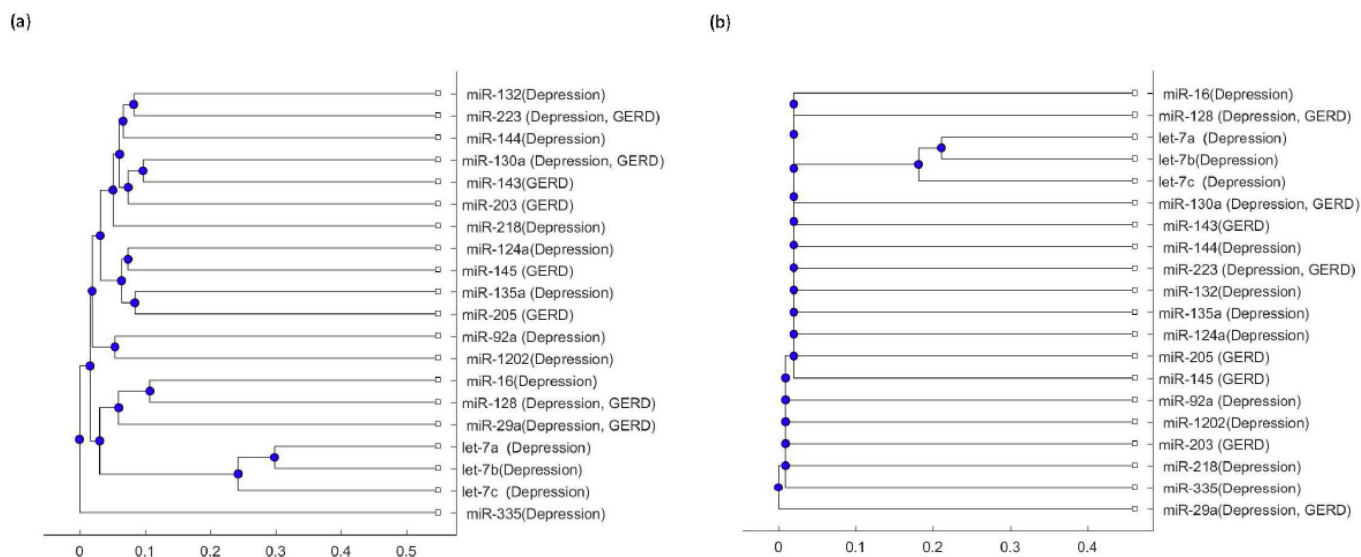 (a)
miR-132(Depression)
miR-223 (Depression, GERD)
miR-144(Depression)
miR-130a (Depression, GERD)
miR-143(GERD)
miR-203 (GERD)
miR-218(Depression)
miR-124a(Depression)
miR-145 (GERD)
miR-135a (Depression)
miR-205 (GERD)
miR-92a (Depression)
miR-1202(Depression)
miR-16(Depression)
miR-128 (Depression, GERD)
miR-29a(Depression, GERD)
let-7a (Depression)
let-7b(Depression)
let-7c (Depression)
miR-335(Depression)
0 0.1 0.2 0.3 0.4 0.5
(b)
miR-16(Depression)
miR-128 (Depression, GERD)
let-7a (Depression)
let-7b(Depression)
let-7c (Depression)
miR-130a (Depression, GERD)
miR-143(GERD)
miR-144(Depression)
miR-223 (Depression, GERD)
miR-132(Depression)
miR-135a (Depression)
miR-124a(Depression)
miR-205 (GERD)
miR-145 (GERD)
miR-92a (Depression)
miR-1202(Depression)
miR-203 (GERD)
miR-218(Depression)
miR-335(Depression)
miR-29a(Depression, GERD)
0 0.1 0.2 0.3 0.4